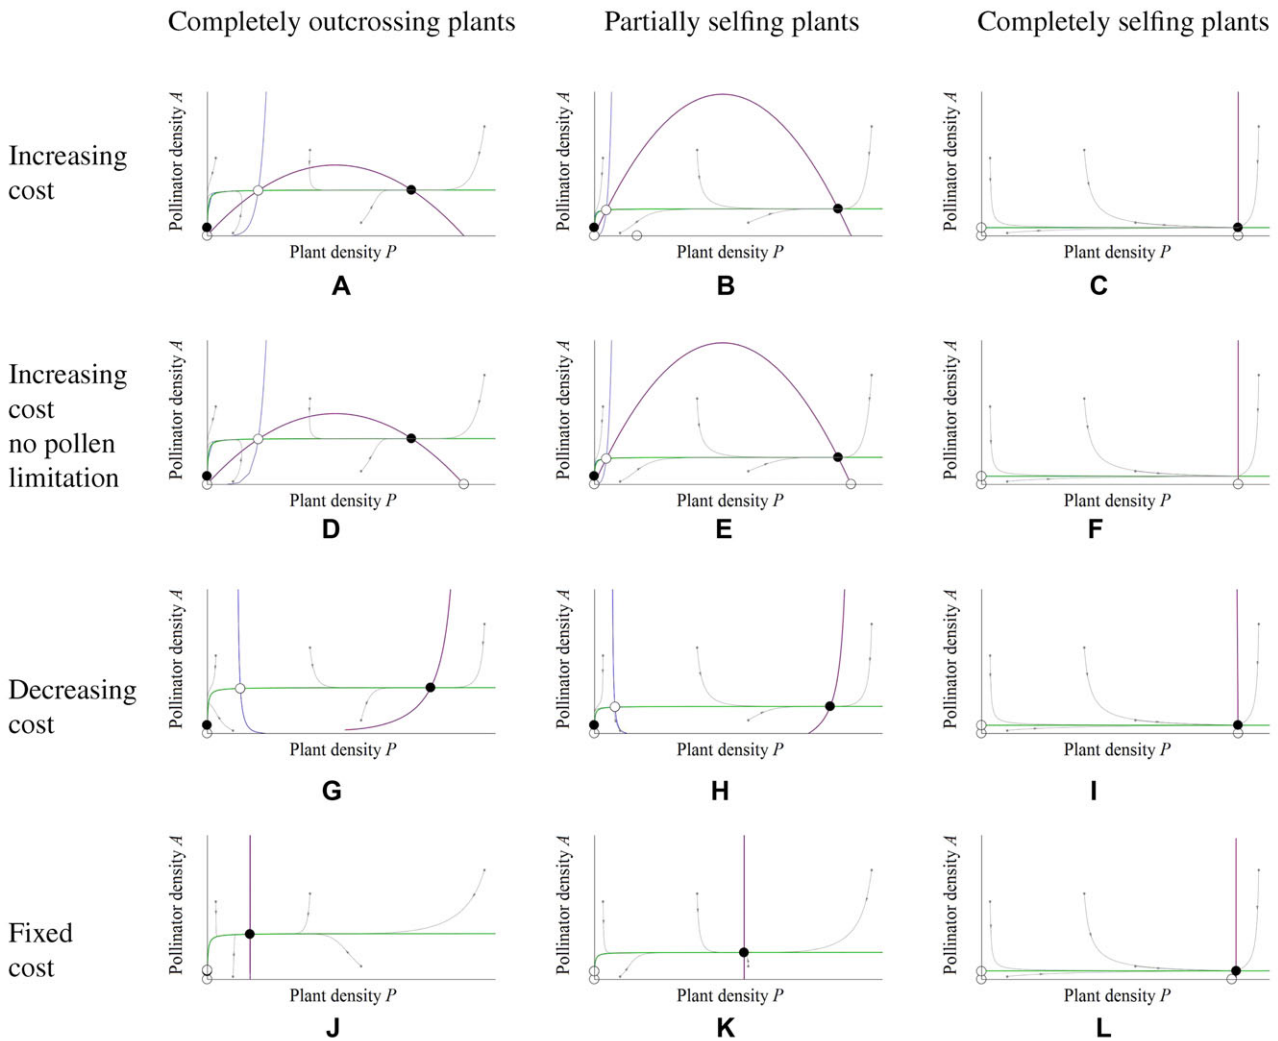 Completely outcrossing plants Partially selfing plants Completely selfing plants
Increasing
cost
Pollinator density A
Plant density P
A
Pollinator density A
Plant density P
B
Pollinator density A
Plant density P
C
Increasing
cost
no pollen
limitation
Pollinator density A
Plant density P
D
Pollinator density A
Plant density P
E
Pollinator density A
Plant density P
F
Decreasing
cost
Pollinator density A
Plant density P
G
Pollinator density A
Plant density P
H
Pollinator density A
Plant density P
I
Fixed
cost
Pollinator density A
Plant density P
J
Pollinator density A
Plant density P
K
Pollinator density A
Plant density P
L